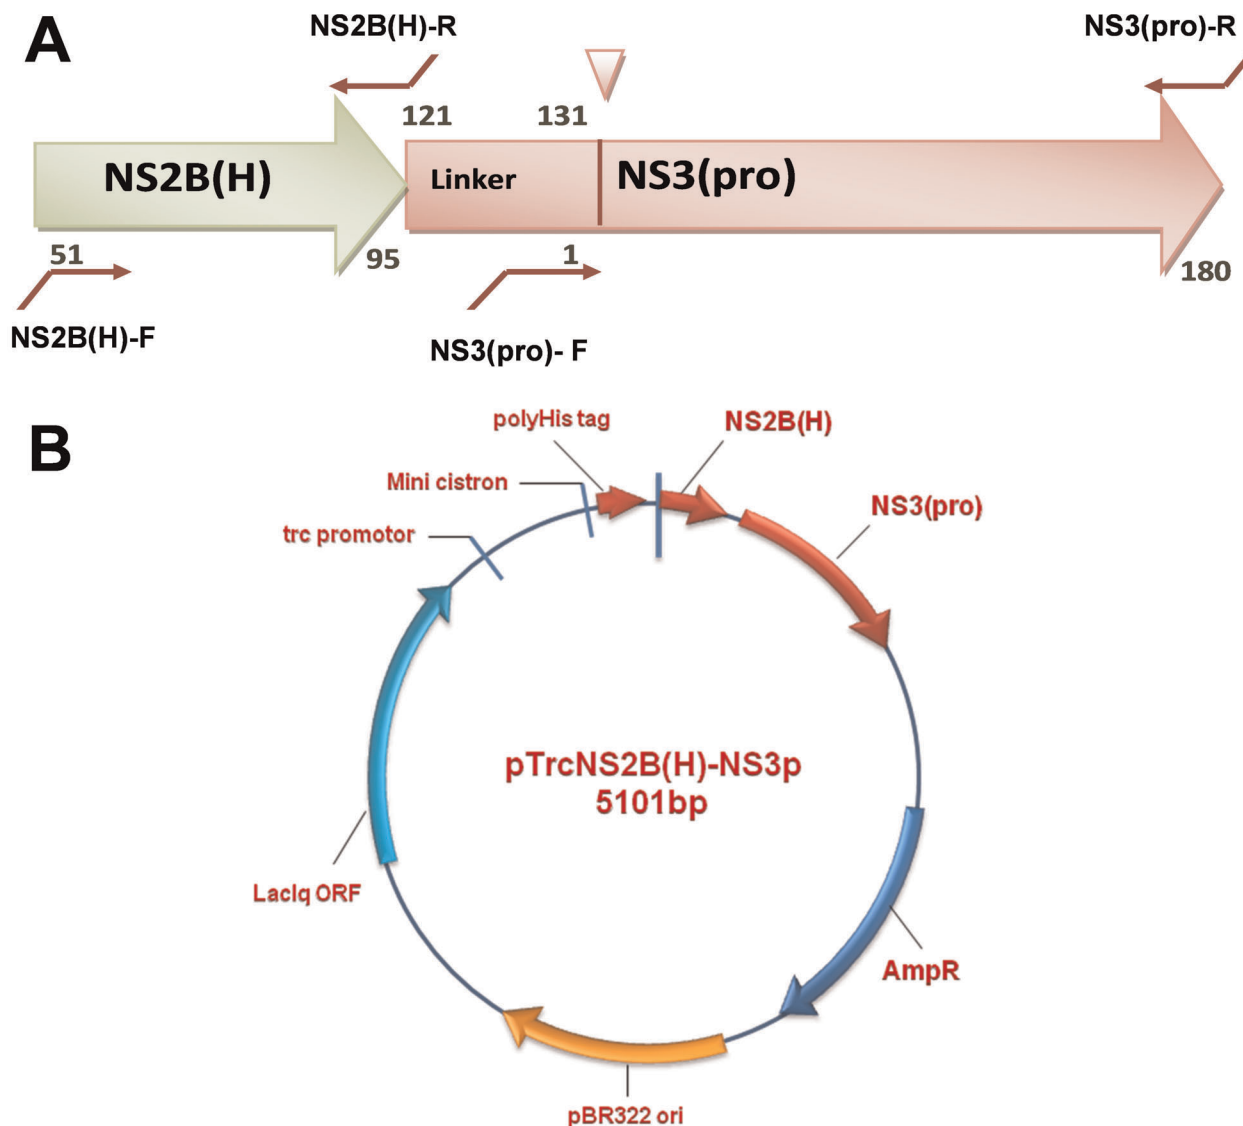 A
NS2B(H)-R
NS3(pro)-R
121
131
NS2B(H)
Linker
NS3(pro)
51
95
1
180
NS2B(H)-F
NS3(pro)- F
B
polyHis tag
NS2B(H)
Mini cistron
NS3(pro)
trc promotor
pTrcNS2B(H)-NS3p
5101bp
LacIq ORF
AmpR
pBR322 ori